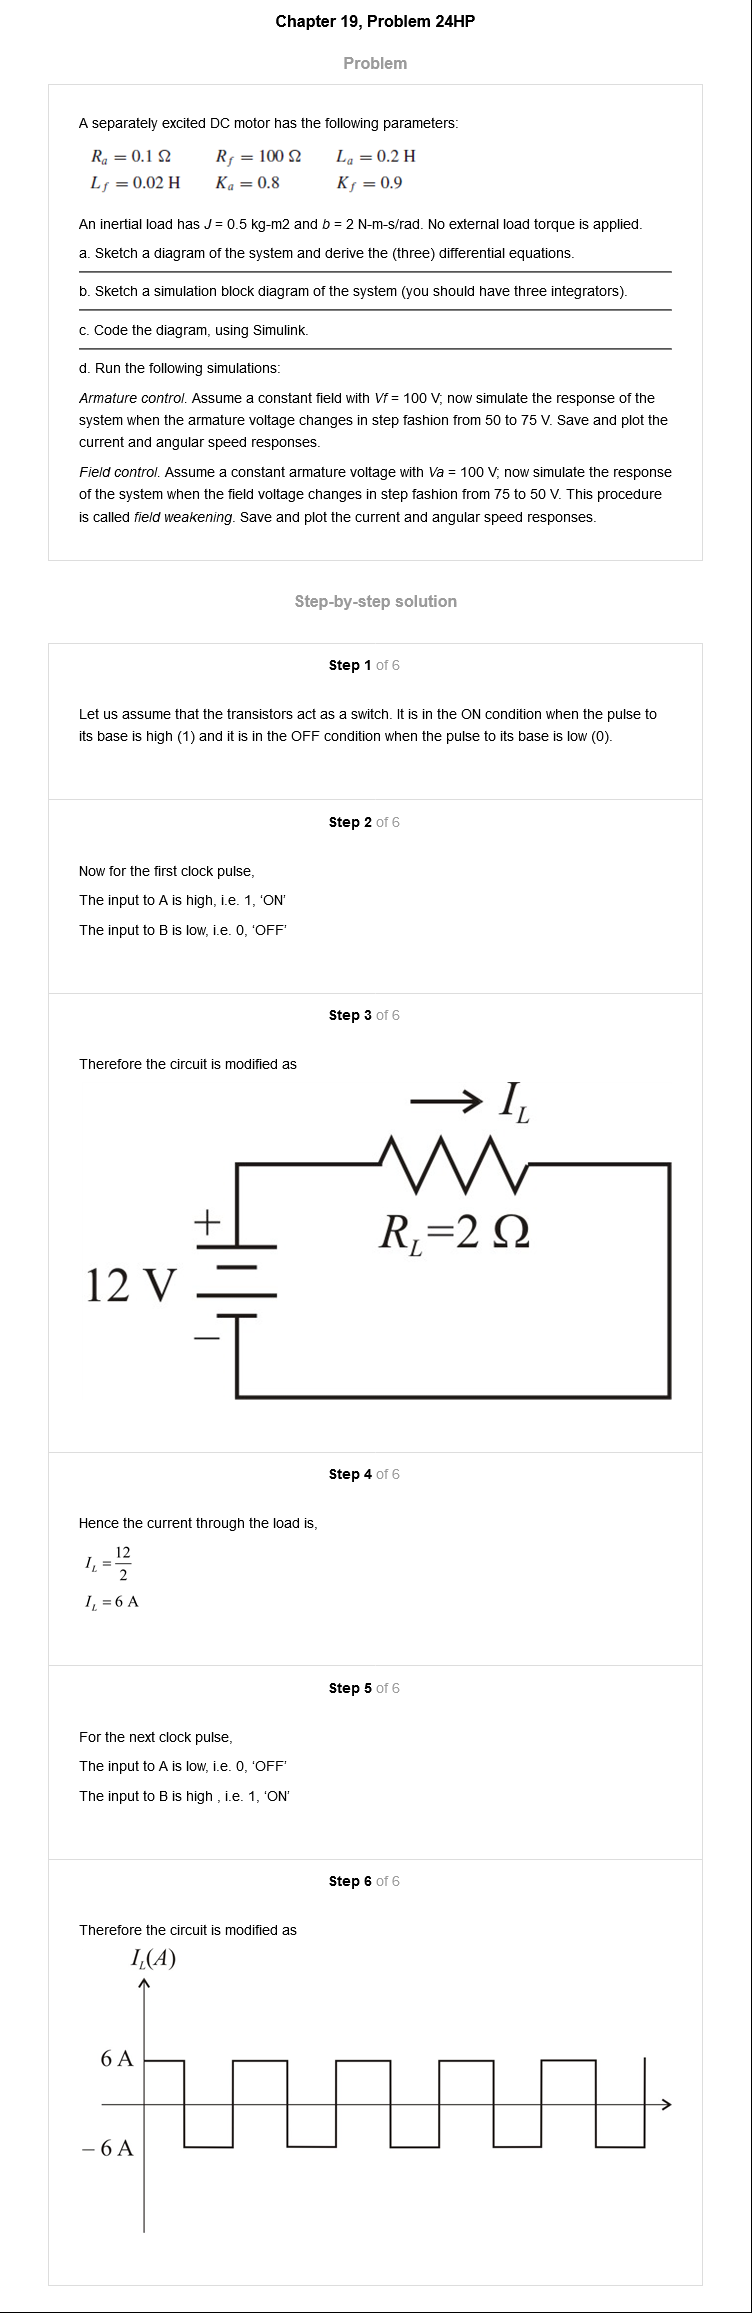 Chapter 19, Problem 24HP
Problem
A separately excited DC motor has the following parameters:
Rₐ = 0.1 Ω R_f = 100 Ω Lₐ = 0.2 H
L_f = 0.02 H Kₐ = 0.8 K_f = 0.9
An inertial load has J = 0.5 kg-m2 and b = 2 N-m-s/rad. No external load torque is applied.
a. Sketch a diagram of the system and derive the (three) differential equations.
b. Sketch a simulation block diagram of the system (you should have three integrators).
c. Code the diagram, using Simulink.
d. Run the following simulations:
Armature control. Assume a constant field with Vf = 100 V; now simulate the response of the
system when the armature voltage changes in step fashion from 50 to 75 V. Save and plot the
current and angular speed responses.
Field control. Assume a constant armature voltage with Va = 100 V; now simulate the response
of the system when the field voltage changes in step fashion from 75 to 50 V. This procedure
is called field weakening. Save and plot the current and angular speed responses.
Step-by-step solution
Step 1 of 6
Let us assume that the transistors act as a switch. It is in the ON condition when the pulse to
its base is high (1) and it is in the OFF condition when the pulse to its base is low (0).
Step 2 of 6
Now for the first clock pulse,
The input to A is high, i.e. 1, ‘ON’
The input to B is low, i.e. 0, ‘OFF’
Step 3 of 6
Therefore the circuit is modified as
I_L
+
R_L=2 Ω
12 V
−
Step 4 of 6
Hence the current through the load is,
I_L = 12/2
I_L = 6 A
Step 5 of 6
For the next clock pulse,
The input to A is low, i.e. 0, ‘OFF’
The input to B is high , i.e. 1, ‘ON’
Step 6 of 6
Therefore the circuit is modified as
I_L(A)
6 A
− 6 A